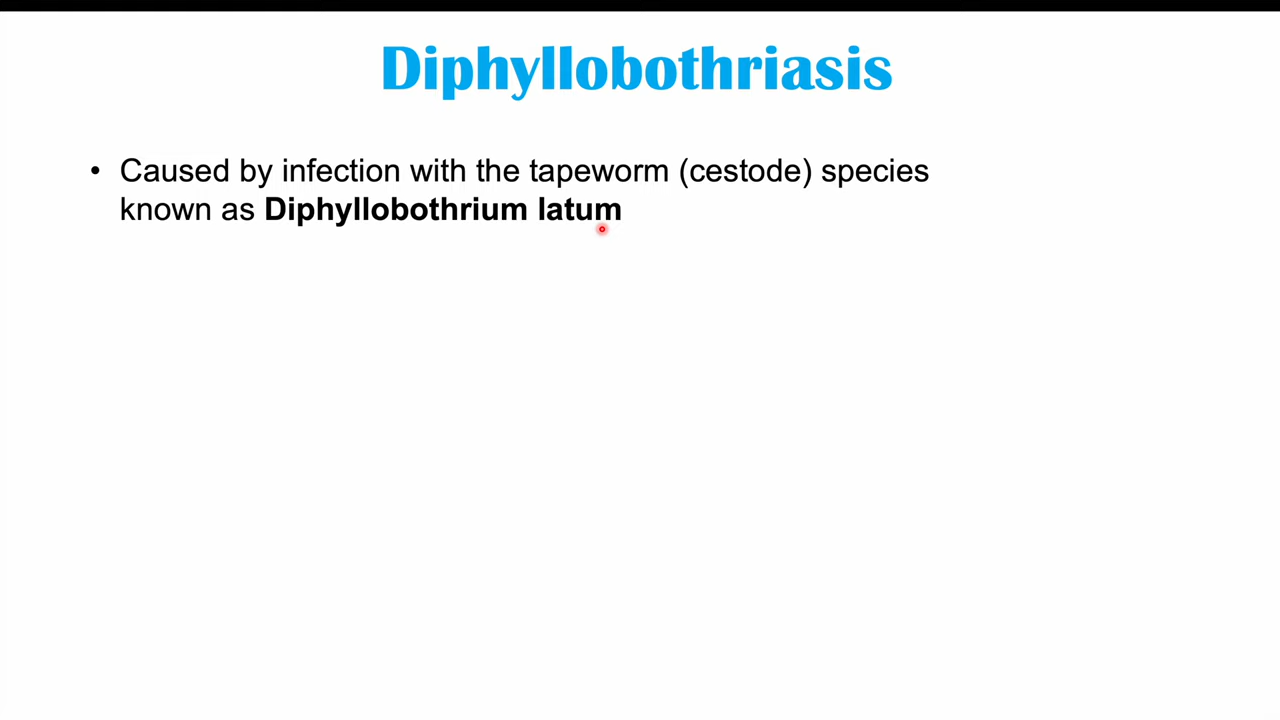 Diphyllobothriasis
• Caused by infection with the tapeworm (cestode) species
known as Diphyllobothrium latum